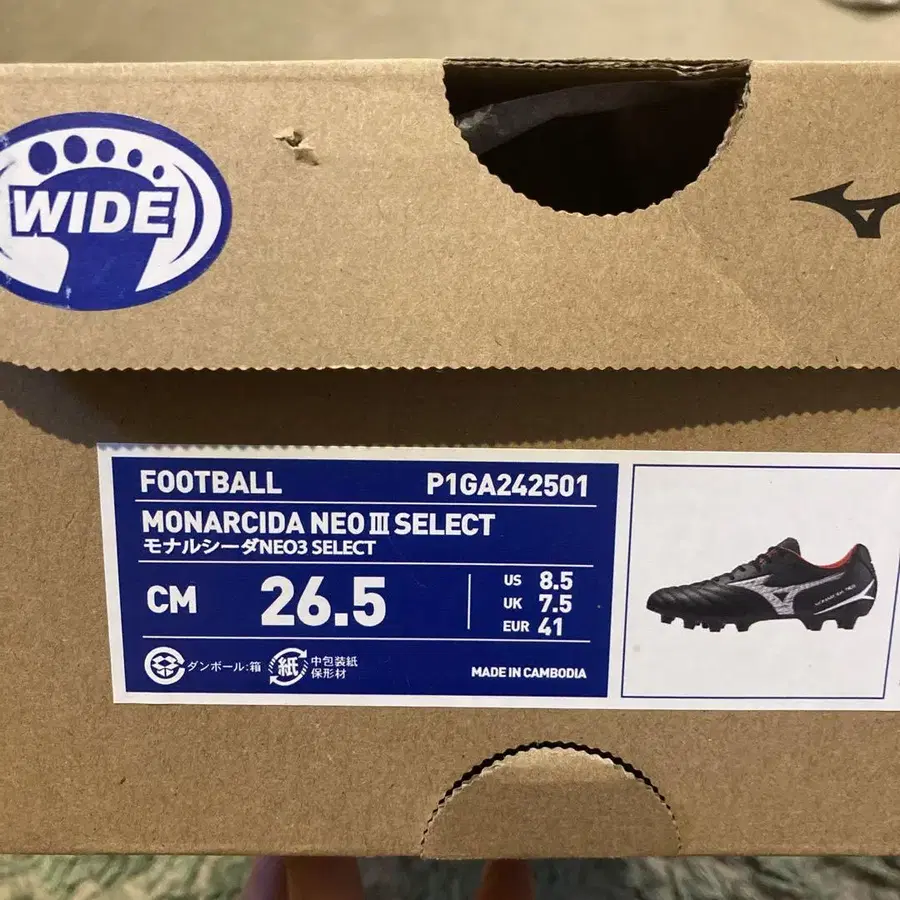 WIDE
FOOTBALL P1GA242501
MONARCIDA NEO III SELECT
モナルシーダNEO3 SELECT
CM 26.5
US 8.5
UK 7.5
EUR 41
ダンボール:箱
紙
中包装紙
保形材
MADE IN CAMBODIA